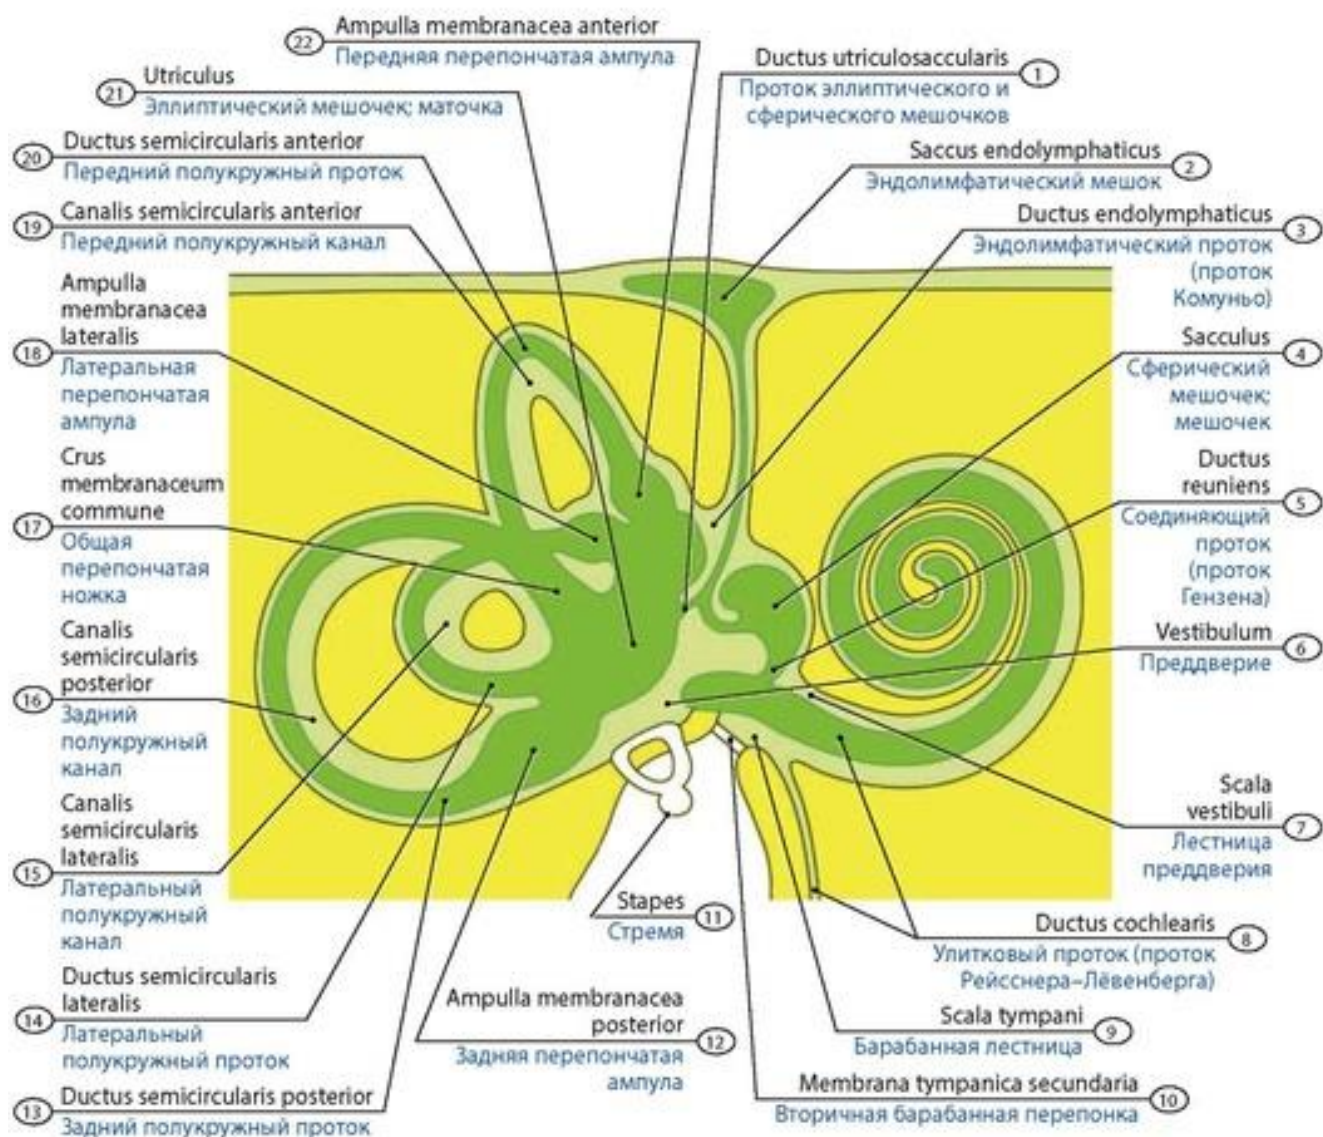 22
Ampulla membranacea anterior
Передняя перепончатая ампула
21
Utriculus
Эллиптический мешочек; маточка
20
Ductus semicircularis anterior
Передний полукружный проток
19
Canalis semicircularis anterior
Передний полукружный канал
18
Ampulla
membranacea
lateralis
Латеральная
перепончатая
ампула
17
Crus
membranaceum
commune
Общая
перепончатая
ножка
16
Canalis
semicircularis
posterior
Задний
полукружный
канал
15
Canalis
semicircularis
lateralis
Латеральный
полукружный
канал
14
Ductus semicircularis
lateralis
Латеральный
полукружный проток
13
Ductus semicircularis posterior
Задний полукружный проток
Ductus utriculosaccularis
1
Проток эллиптического и
сферического мешочков
Saccus endolymphaticus
2
Эндолимфатический мешок
Ductus endolymphaticus
3
Эндолимфатический проток
(проток
Комуньо)
Sacculus
4
Сферический
мешочек;
мешочек
Ductus
reuniens
5
Соединяющий
проток
(проток
Гензена)
Vestibulum
6
Преддверие
Scala
vestibuli
7
Лестница
преддверия
Ductus cochlearis
8
Улитковый проток (проток
Рейсснера–Лёвенберга)
Scala tympani
9
Барабанная лестница
Membrana tympanica secundaria
10
Вторичная барабанная перепонка
Stapes
11
Стремя
Ampulla membranacea
posterior
12
Задняя перепончатая
ампула